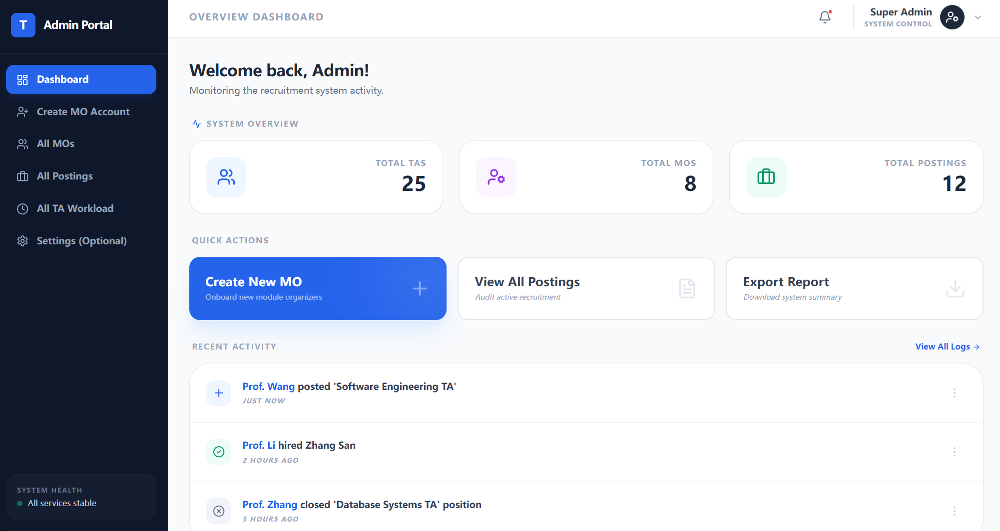 T
Admin Portal
Dashboard
Create MO Account
All MOs
All Postings
All TA Workload
Settings (Optional)
SYSTEM HEALTH
All services stable
OVERVIEW DASHBOARD
Super Admin
SYSTEM CONTROL
Welcome back, Admin!
Monitoring the recruitment system activity.
SYSTEM OVERVIEW
TOTAL TAS
25
TOTAL MOS
8
TOTAL POSTINGS
12
QUICK ACTIONS
Create New MO
Onboard new module organizers
View All Postings
Audit active recruitment
Export Report
Download system summary
RECENT ACTIVITY
View All Logs →
Prof. Wang posted 'Software Engineering TA'
JUST NOW
Prof. Li hired Zhang San
2 HOURS AGO
Prof. Zhang closed 'Database Systems TA' position
5 HOURS AGO